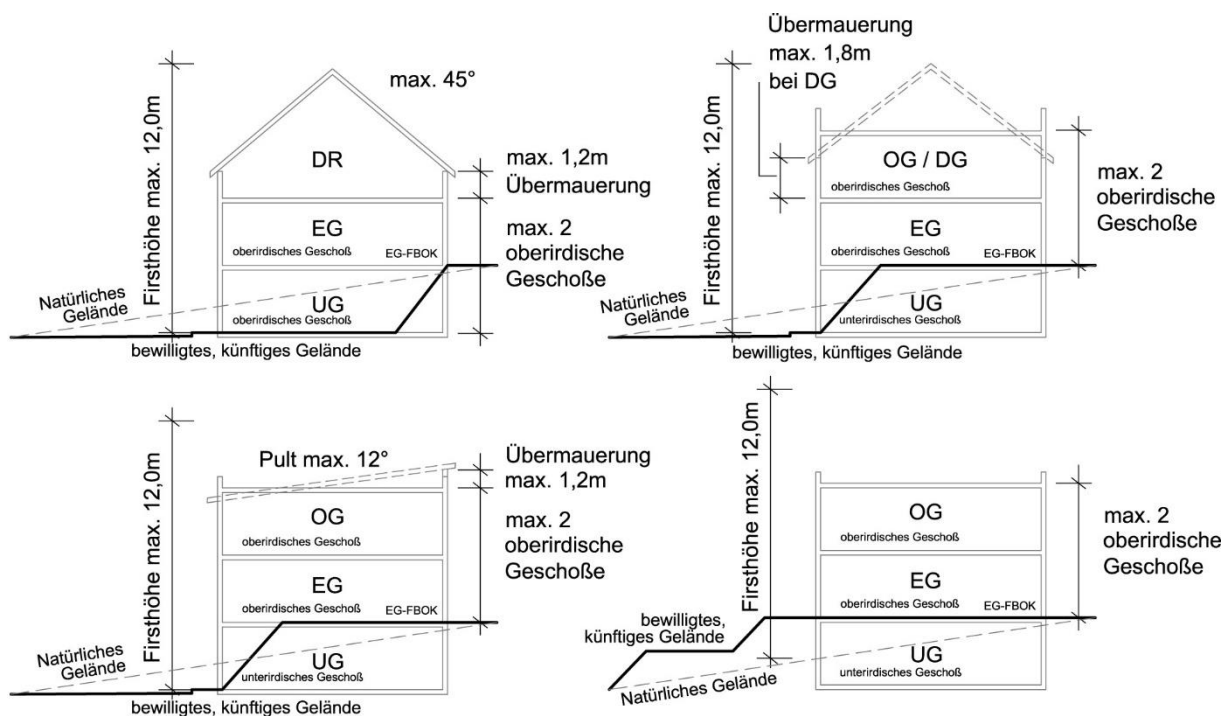 Firsthöhe max. 12,0m
max. 45°
DR
max. 1,2m
Übermauerung
EG
oberirdisches Geschoß
EG-FBOK
max. 2
oberirdische
Geschoße
Natürliches
Gelände
UG
oberirdisches Geschoß
bewilligtes, künftiges Gelände
Übermauerung
max. 1,8m
bei DG
Firsthöhe max. 12,0m
OG / DG
oberirdisches Geschoß
max. 2
oberirdische
Geschoße
EG
oberirdisches Geschoß
EG-FBOK
Natürliches
Gelände
UG
unterirdisches Geschoß
bewilligtes, künftiges Gelände
Firsthöhe max. 12,0m
Pult max. 12°
Übermauerung
max. 1,2m
OG
oberirdisches Geschoß
max. 2
oberirdische
Geschoße
EG
oberirdisches Geschoß
EG-FBOK
Natürliches
Gelände
UG
unterirdisches Geschoß
bewilligtes, künftiges Gelände
Firsthöhe max. 12,0m
OG
oberirdisches Geschoß
max. 2
oberirdische
Geschoße
EG
oberirdisches Geschoß
EG-FBOK
bewilligtes,
künftiges Gelände
UG
unterirdisches Geschoß
Natürliches Gelände